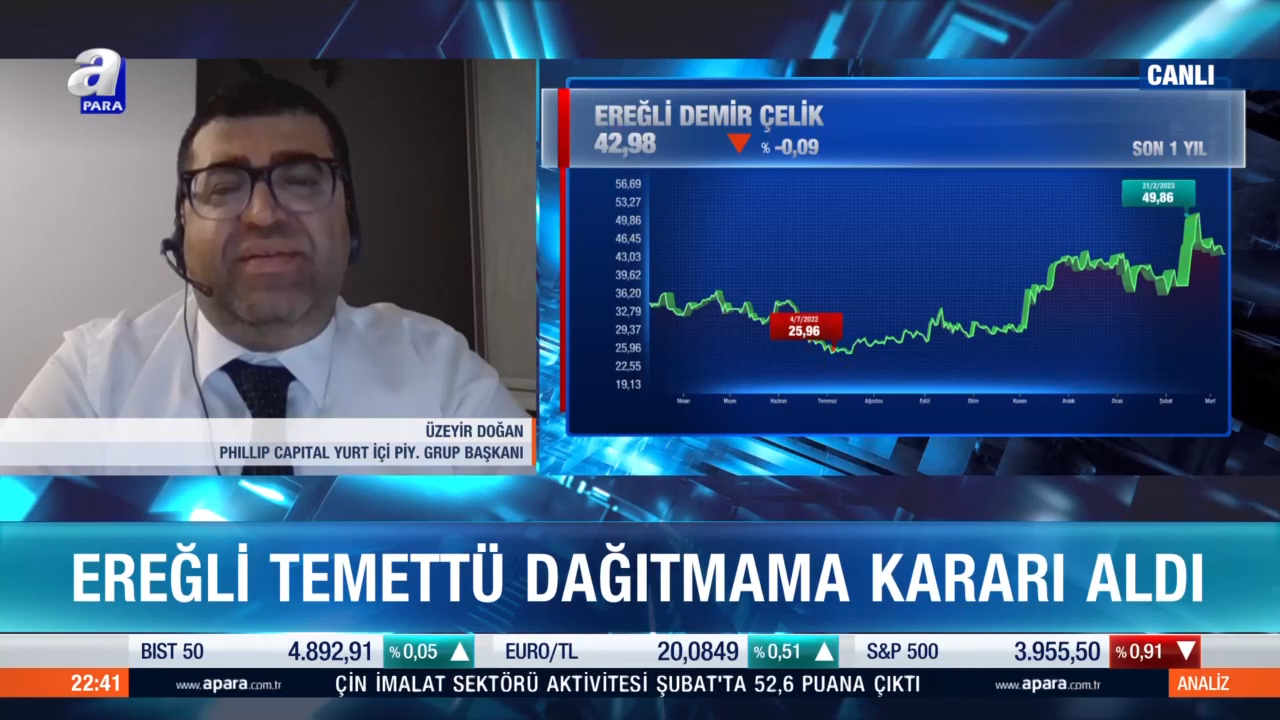 a
PARA
CANLI
EREĞLİ DEMİR ÇELİK
42,98 % -0,09
SON 1 YIL
56,69
53,27
49,86
46,45
43,03
39,62
36,20
32,79
29,37
25,96
22,55
19,13
21/2/2023
49,86
4/7/2022
25,96
Nisan Mayıs Haziran Temmuz Ağustos Eylül Ekim Kasım Aralık Ocak Şubat Mart
ÜZEYİR DOĞAN
PHILLIP CAPITAL YURT İÇİ PİY. GRUP BAŞKANI
EREĞLİ TEMETTÜ DAĞITMAMA KARARI ALDI
BIST 50 4.892,91 % 0,05 EURO/TL 20,0849 % 0,51 S&P 500 3.955,50 % 0,91
22:41 www.apara.com.tr ÇİN İMALAT SEKTÖRÜ AKTİVİTESİ ŞUBAT'TA 52,6 PUANA ÇIKTI www.apara.com.tr ANALİZ